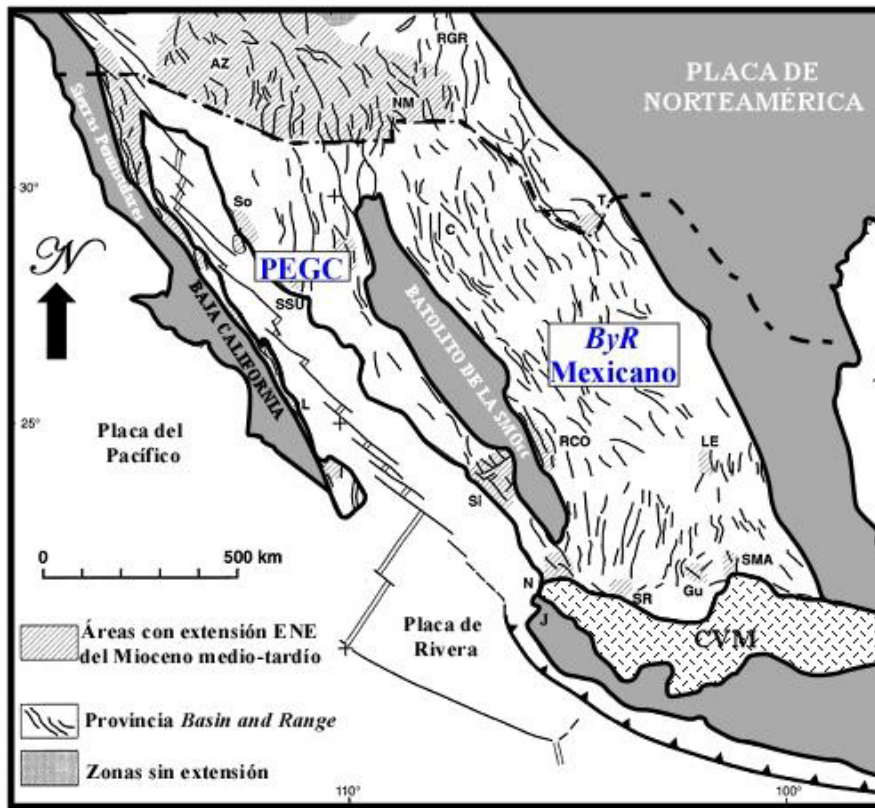 RGR
AZ
PLACA DE
NORTEAMÉRICA
NM
Sierras Peninsulares
30°
So
T
C
N
PEGC
SSU
BAJA CALIFORNIA
BATOLITO DE LA SMOcc
ByR
Mexicano
25°
L
Placa del
Pacífico
RCO
LE
Si
0 500 km
SMA
N
Gu
SR
J
CVM
Placa de
Rivera
Áreas con extensión ENE
del Mioceno medio-tardío
Provincia Basin and Range
Zonas sin extensión
110°
100°